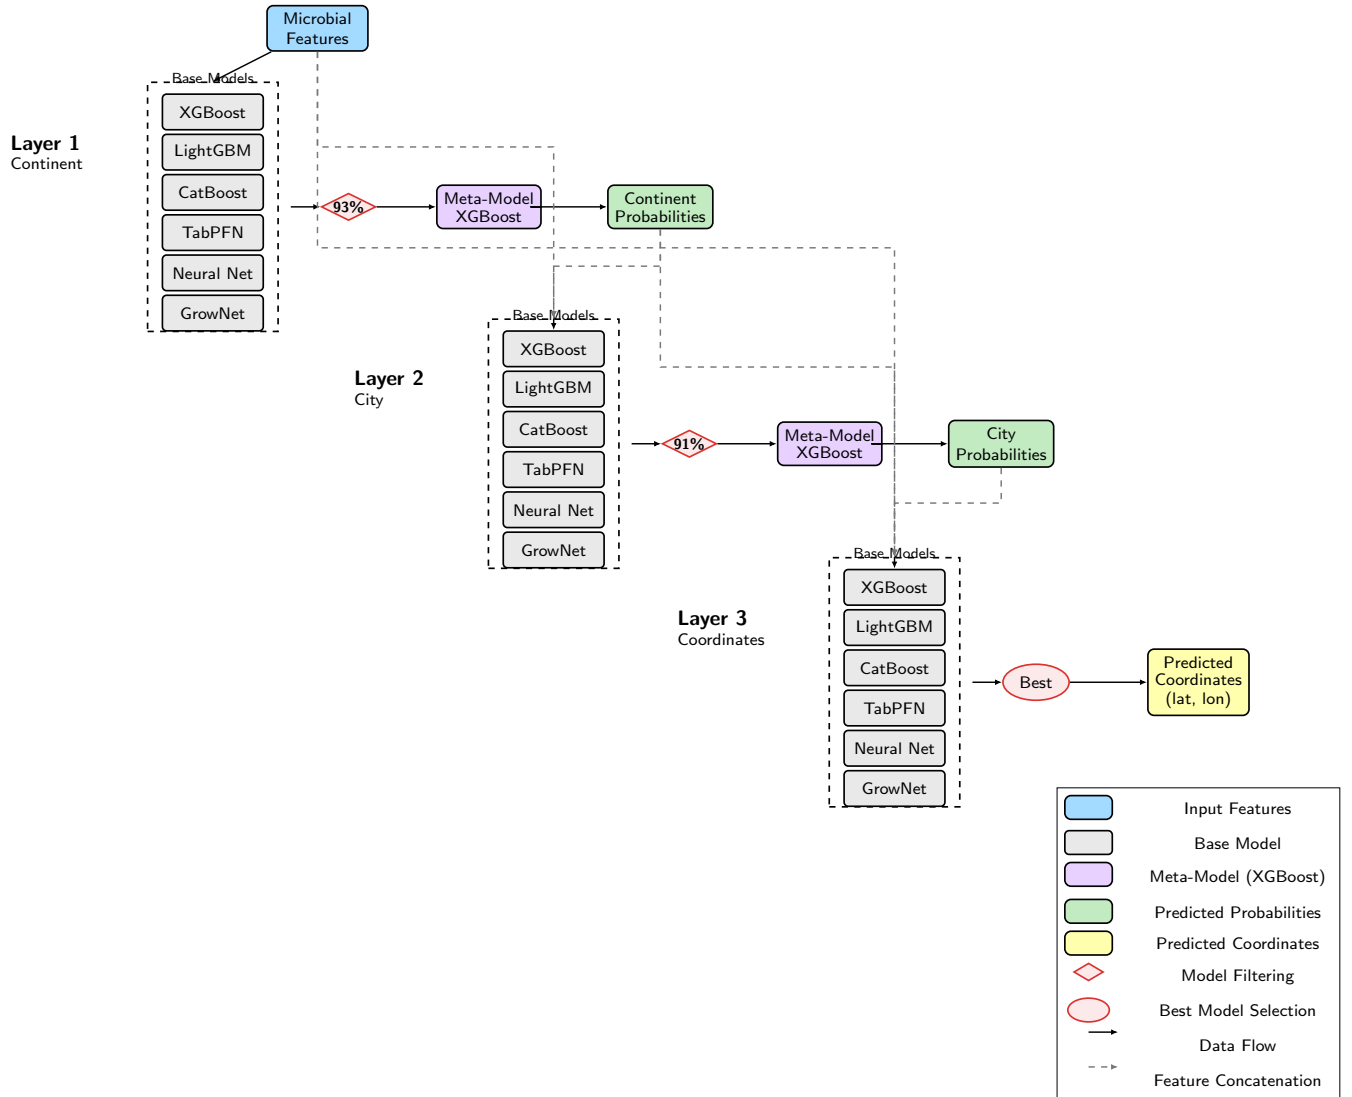 Microbial
Features
Base Models
XGBoost
LightGBM
CatBoost
TabPFN
Neural Net
GrowNet
Layer 1
Continent
93%
Meta-Model
XGBoost
Continent
Probabilities
Base Models
XGBoost
LightGBM
CatBoost
TabPFN
Neural Net
GrowNet
Layer 2
City
91%
Meta-Model
XGBoost
City
Probabilities
Base Models
XGBoost
LightGBM
CatBoost
TabPFN
Neural Net
GrowNet
Layer 3
Coordinates
Best
Predicted
Coordinates
(lat, lon)
Input Features
Base Model
Meta-Model (XGBoost)
Predicted Probabilities
Predicted Coordinates
Model Filtering
Best Model Selection
Data Flow
Feature Concatenation